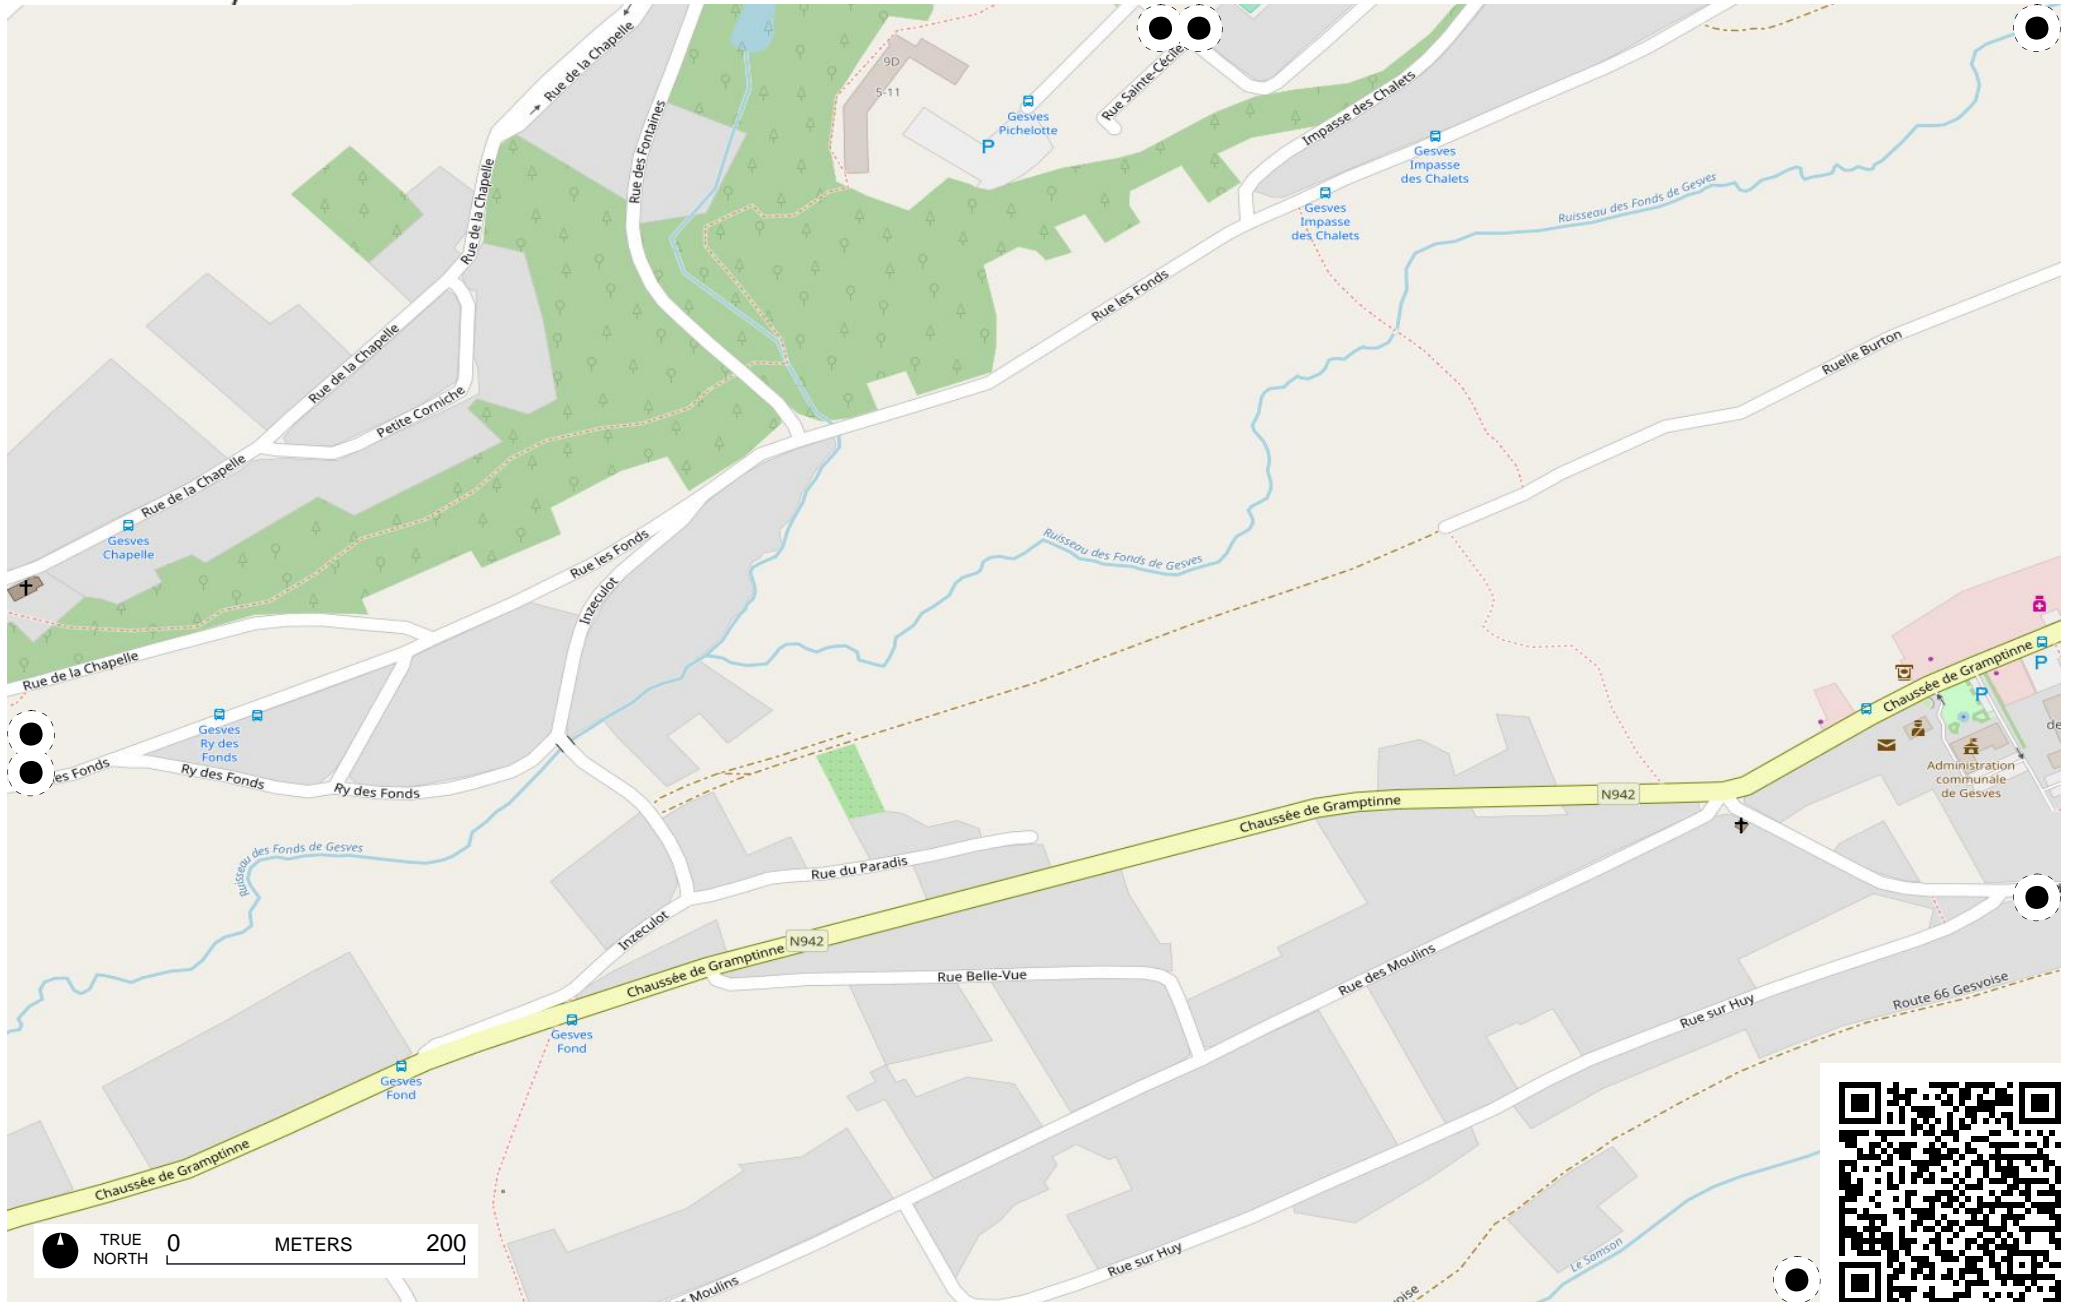 Rue de la Chapelle
9D
5-11
Gesves
Pichelotte
P
Rue Sainte-Cécile
Impasse des Chalets
Rue des Fontaines
Gesves
Impasse
des Chalets
Rue de la Chapelle
Gesves
Impasse
des Chalets
Ruisseau des Fonds de Gesves
Rue les Fonds
Rue de la Chapelle
Ruelle Burton
Petite Corniche
Rue de la Chapelle
Gesves
Chapelle
Rue les Fonds
Ruisseau des Fonds de Gesves
Inzeculot
Rue de la Chapelle
Chaussée de Gramptinne
P
P
Gesves
Ry des
Fonds
es Fonds
Ry des Fonds
Ry des Fonds
de
Administration
communale
de Gesves
N942
Chaussée de Gramptinne
Ruisseau des Fonds de Gesves
Rue du Paradis
Inzeculot
N942
Chaussée de Gramptinne
Rue Belle-Vue
Rue des Moulins
Rue sur Huy
Route 66 Gesvoise
Gesves
Fond
Gesves
Fond
Chaussée de Gramptinne
TRUE
NORTH
0 METERS 200
s Moulins
Rue sur Huy
Le Samson
voise